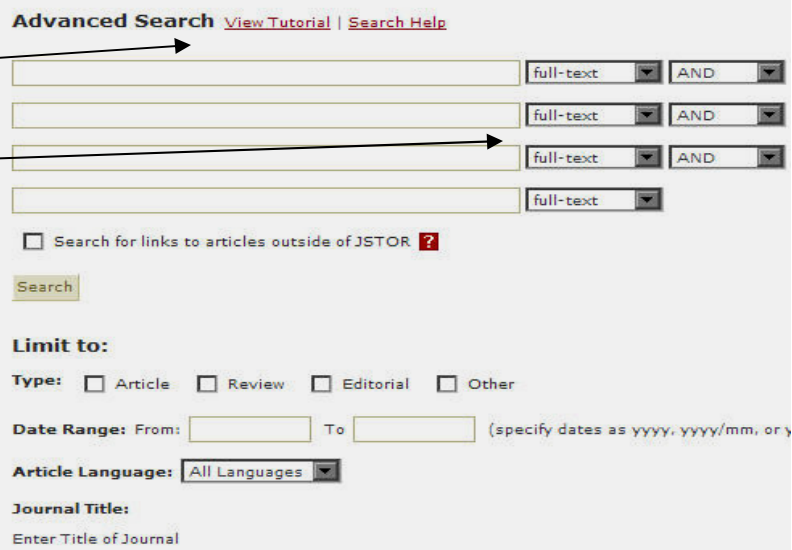 Advanced Search View Tutorial | Search Help
full-text AND
full-text AND
full-text AND
full-text
Search for links to articles outside of JSTOR ?
Search
Limit to:
Type: Article Review Editorial Other
Date Range: From: To (specify dates as yyyy, yyyy/mm, or y
Article Language: All Languages
Journal Title:
Enter Title of Journal